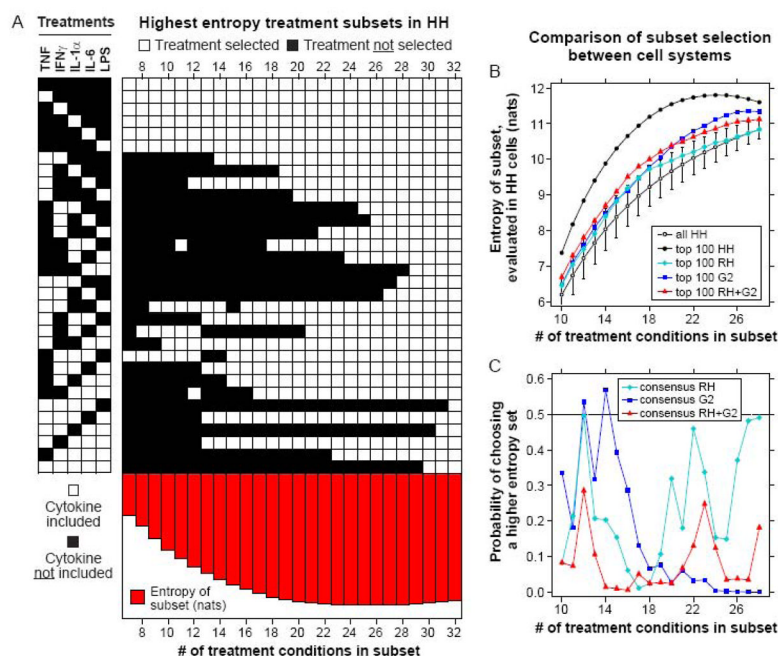 A
Treatments
TNF
IFNγ
IL-1α
IL-6
LPS
Highest entropy treatment subsets in HH
Treatment selected
Treatment not selected
8 10 12 14 16 18 20 22 24 26 28 30 32
Cytokine
included
Cytokine
not included
Entropy of
subset (nats)
8 10 12 14 16 18 20 22 24 26 28 30 32
# of treatment conditions in subset
Comparison of subset selection
between cell systems
B
Entropy of subset,
evaluated in HH cells (nats)
12
11
10
9
8
7
6
all HH
top 100 HH
top 100 RH
top 100 G2
top 100 RH+G2
10 14 18 22 26
# of treatment conditions in subset
C
Probability of choosing
a higher entropy set
0.6
0.5
0.4
0.3
0.2
0.1
0.0
consensus RH
consensus G2
consensus RH+G2
10 14 18 22 26
# of treatment conditions in subset